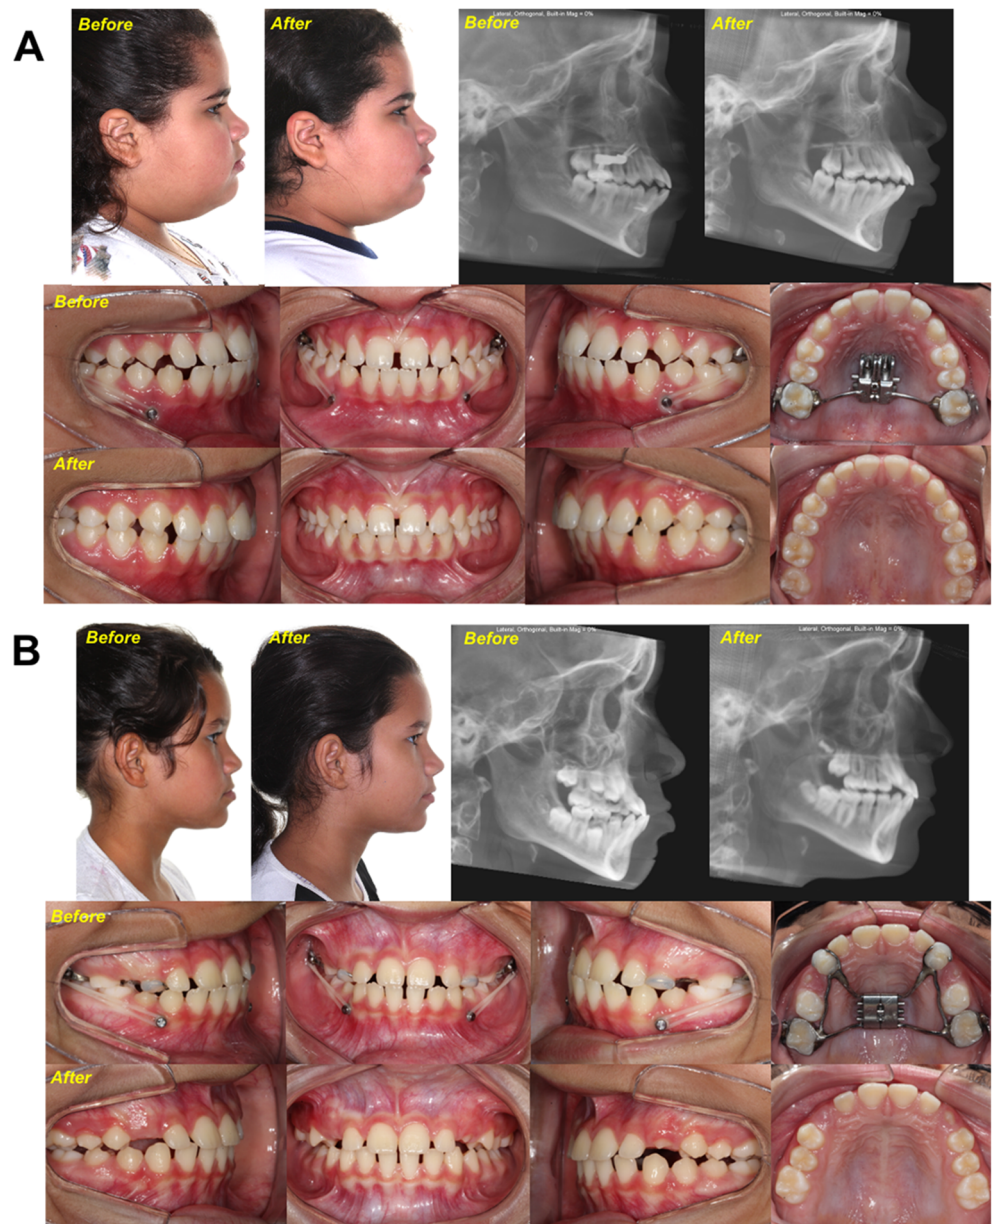 A
Before
After
Before
Lateral, Orthogonal, Built-in Mag = 0%
After
Lateral, Orthogonal, Built-in Mag = 0%
Before
After
B
Before
After
Before
Lateral, Orthogonal, Built-in Mag = 0%
After
Lateral, Orthogonal, Built-in Mag = 0%
Before
After